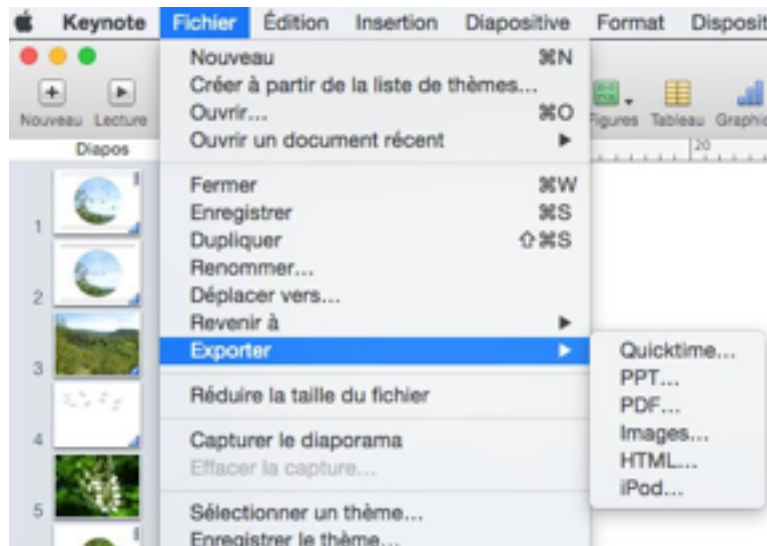 Keynote Fichier Édition Insertion Diapositive Format Disposit
Nouveau Lecture
Figures Tableau Graphic
Diapos
20
Nouveau ⌘N
Créer à partir de la liste de thèmes...
Ouvrir... ⌘O
Ouvrir un document récent ▶
Fermer ⌘W
Enregistrer ⌘S
Dupliquer ⇧⌘S
Renommer...
Déplacer vers...
Revenir à ▶
Exporter ▶
Réduire la taille du fichier
Capturer le diaporama
Effacer la capture...
Sélectionner un thème...
Enregistrer le thème...
Quicktime...
PPT...
PDF...
Images...
HTML...
iPod...
1
2
3
4
5